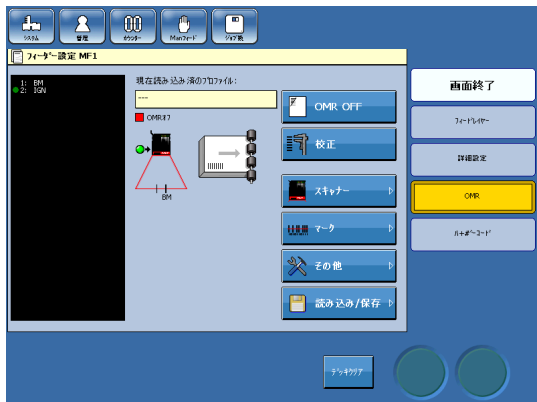 システム
管理
カウンター
Manフィード
ジョブ数
フィーダー設定 MF1
1: BM
2: IGN
現在読み込み済のプロファイル:
---
OMRオフ
BM
OMR OFF
校正
スキャナー
マーク
その他
読み込み/保存
画面終了
フィードレイヤー
詳細設定
OMR
バーコード
デッキクリア